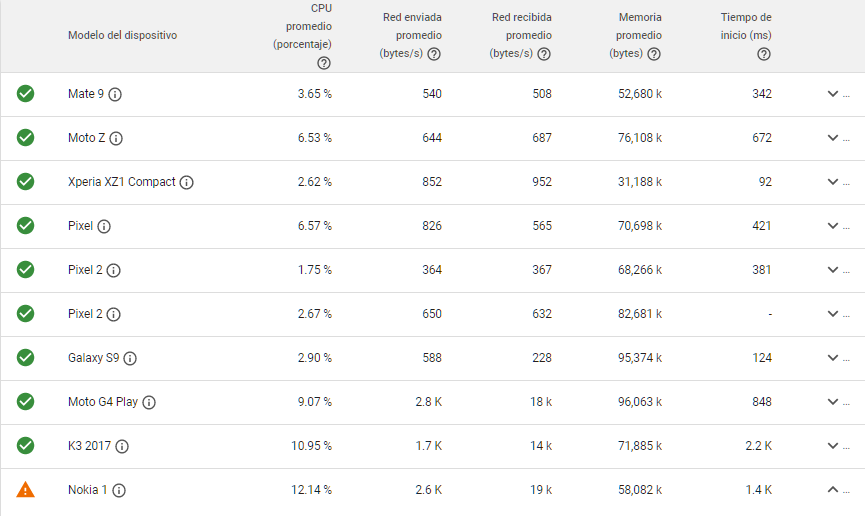 Modelo del dispositivo CPU promedio (porcentaje) Red enviada promedio (bytes/s) Red recibida promedio (bytes/s) Memoria promedio (bytes) Tiempo de inicio (ms)
Mate 9 3.65 % 540 508 52,680 k 342 ...
Moto Z 6.53 % 644 687 76,108 k 672 ...
Xperia XZ1 Compact 2.62 % 852 952 31,188 k 92 ...
Pixel 6.57 % 826 565 70,698 k 421 ...
Pixel 2 1.75 % 364 367 68,266 k 381 ...
Pixel 2 2.67 % 650 632 82,681 k - ...
Galaxy S9 2.90 % 588 228 95,374 k 124 ...
Moto G4 Play 9.07 % 2.8 K 18 k 96,063 k 848 ...
K3 2017 10.95 % 1.7 K 14 k 71,885 k 2.2 K ...
Nokia 1 12.14 % 2.6 K 19 k 58,082 k 1.4 K ...